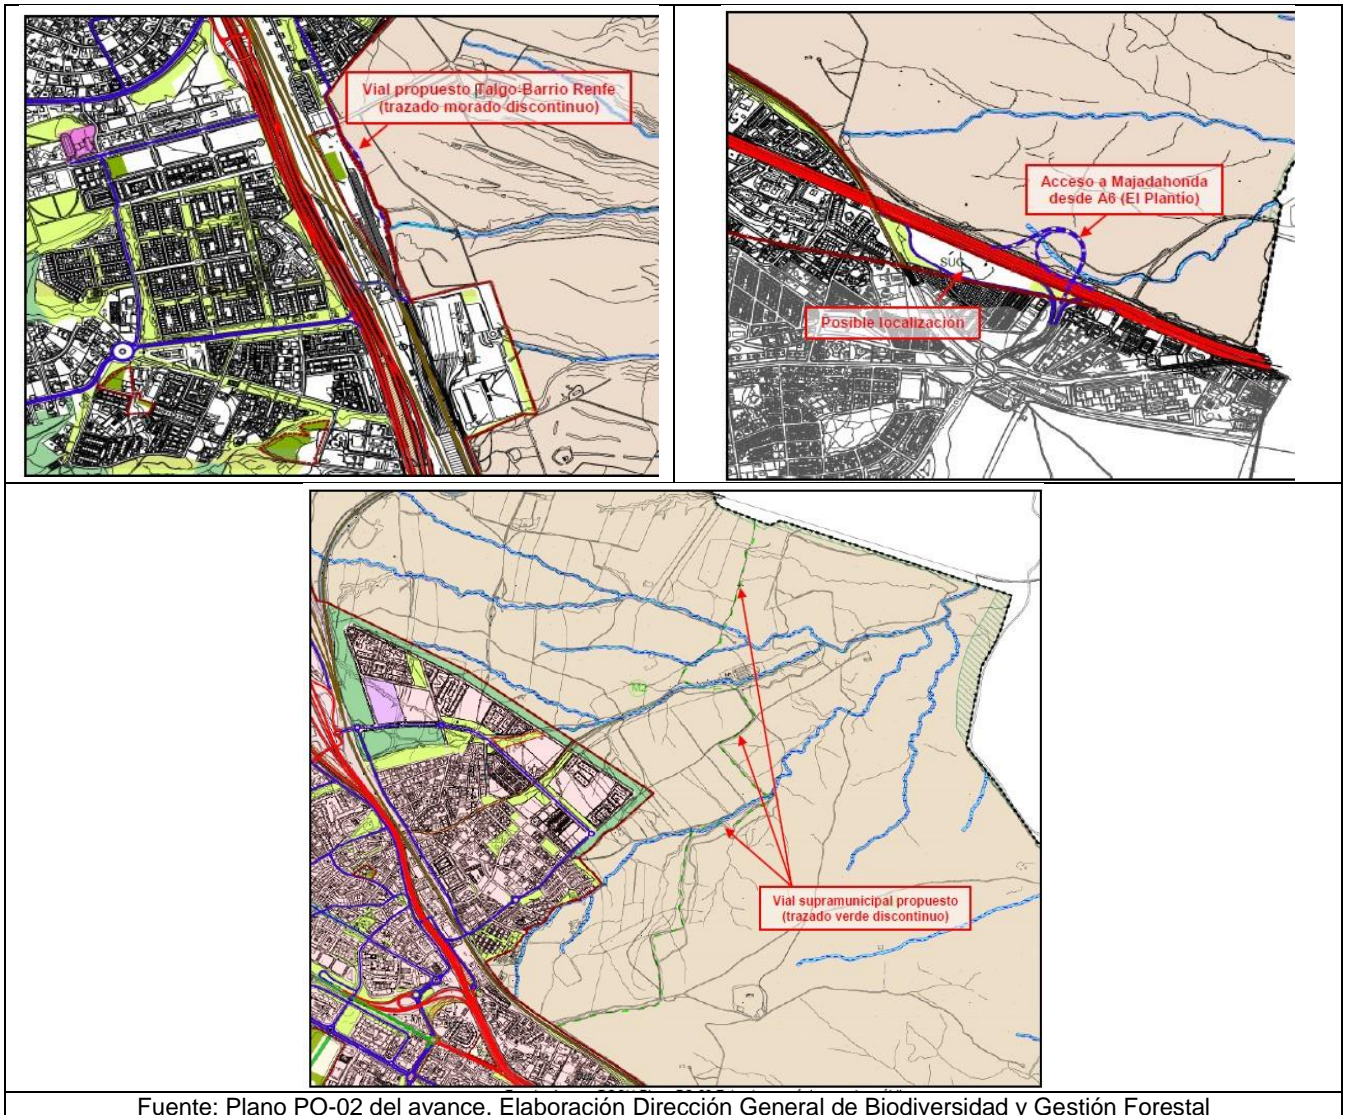 Vial propuesto Talgo-Barrio Renfe
(trazado morado discontinuo)
Acceso a Majadahonda
desde A6 (El Plantío)
SUC
Posible localización
M2
Vial supramunicipal propuesto
(trazado verde discontinuo)
Fuente: Plano PO-02 del avance. Elaboración Dirección General de Biodiversidad y Gestión Forestal